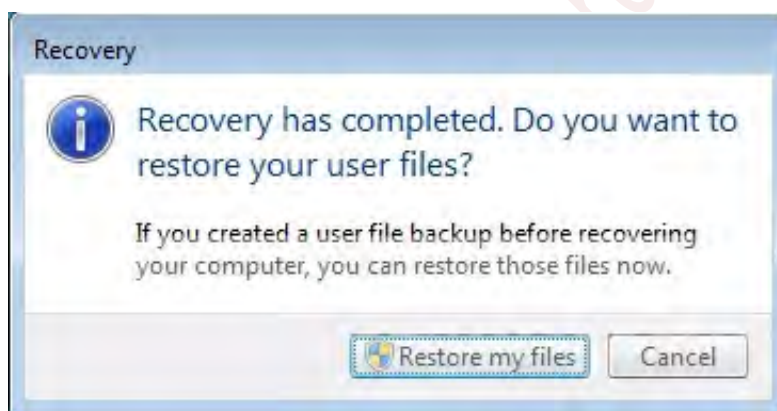 Recovery
Recovery has completed. Do you want to
restore your user files?
If you created a user file backup before recovering
your computer, you can restore those files now.
Restore my files
Cancel